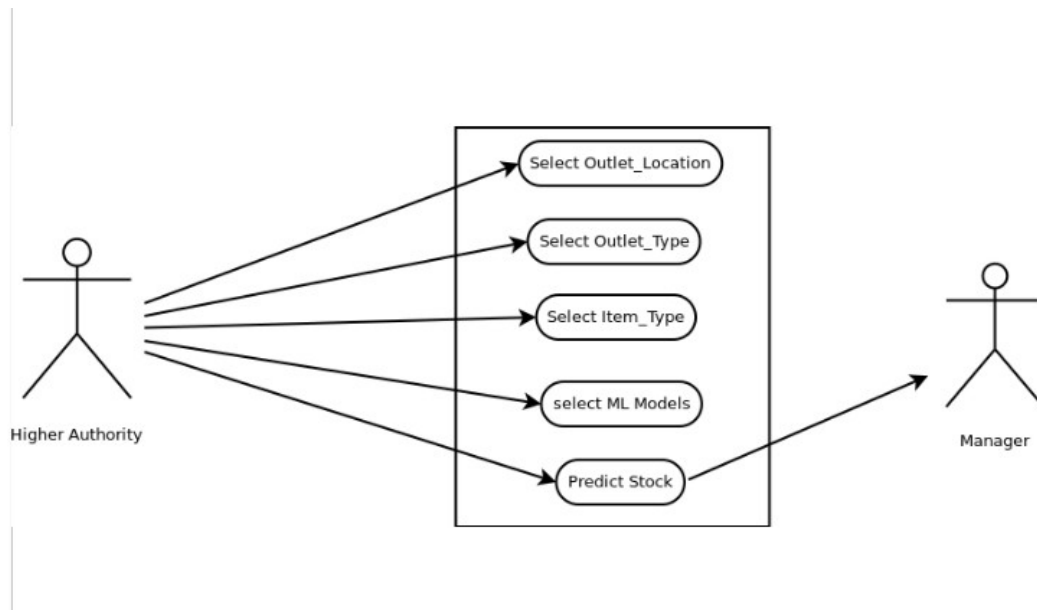 Select Outlet_Location
Select Outlet_Type
Select Item_Type
select ML Models
Predict Stock
Higher Authority
Manager